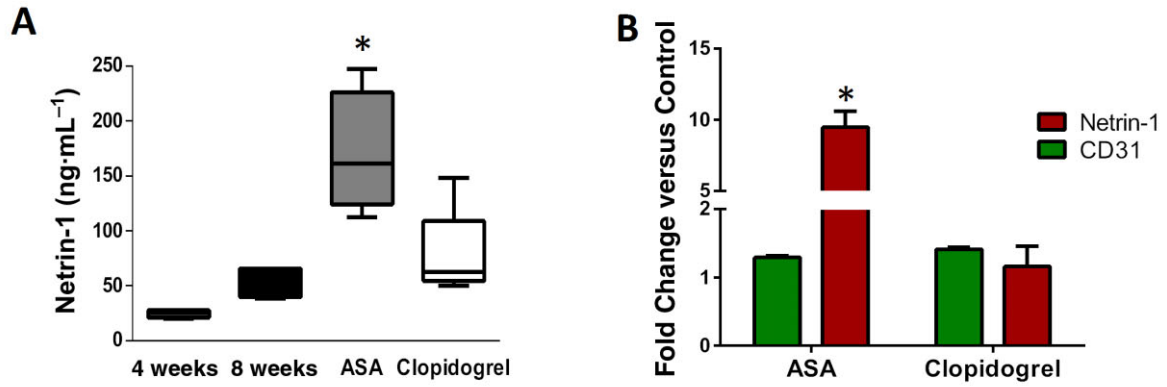 A
*
Netrin-1 (ng·mL⁻¹)
250
200
150
100
50
0
4 weeks 8 weeks ASA Clopidogrel
B
*
Fold Change versus Control
15
10
5
2
1
0
ASA Clopidogrel
Netrin-1
CD31